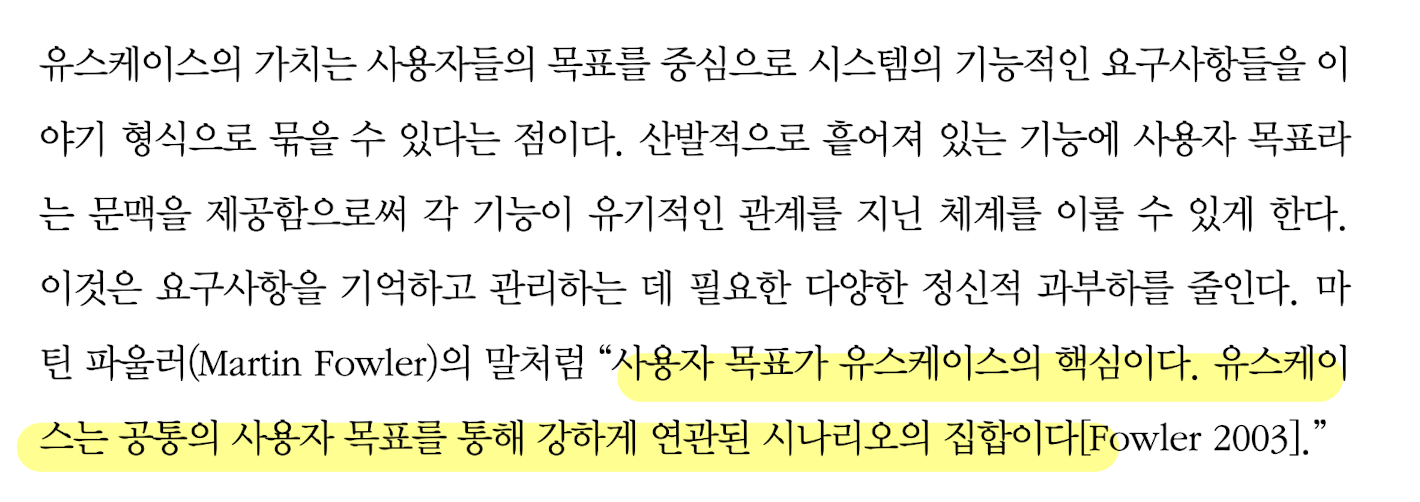 유스케이스의 가치는 사용자들의 목표를 중심으로 시스템의 기능적인 요구사항들을 이
야기 형식으로 묶을 수 있다는 점이다. 산발적으로 흩어져 있는 기능에 사용자 목표라
는 문맥을 제공함으로써 각 기능이 유기적인 관계를 지닌 체계를 이룰 수 있게 한다.
이것은 요구사항을 기억하고 관리하는 데 필요한 다양한 정신적 과부하를 줄인다. 마
틴 파울러(Martin Fowler)의 말처럼 “사용자 목표가 유스케이스의 핵심이다. 유스케이
스는 공통의 사용자 목표를 통해 강하게 연관된 시나리오의 집합이다[Fowler 2003].”